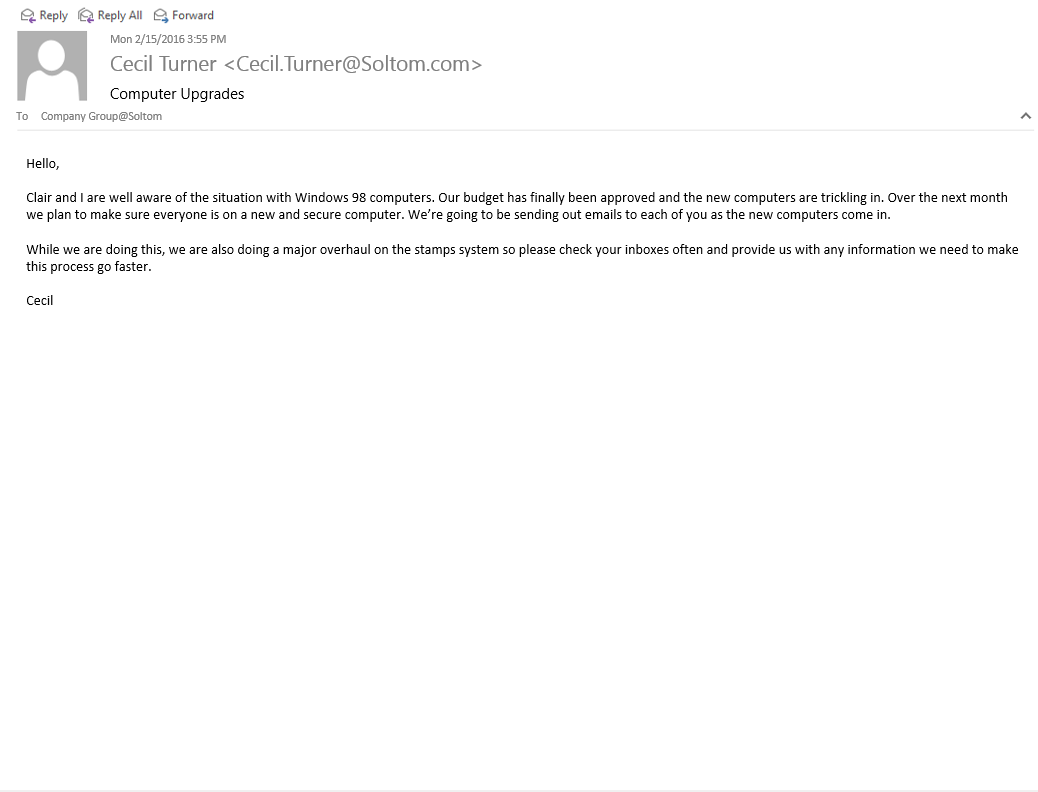 Reply Reply All Forward
Mon 2/15/2016 3:55 PM
Cecil Turner <Cecil.Turner@Soltom.com>
Computer Upgrades
To Company Group@Soltom
Hello,
Clair and I are well aware of the situation with Windows 98 computers. Our budget has finally been approved and the new computers are trickling in. Over the next month
we plan to make sure everyone is on a new and secure computer. We’re going to be sending out emails to each of you as the new computers come in.
While we are doing this, we are also doing a major overhaul on the stamps system so please check your inboxes often and provide us with any information we need to make
this process go faster.
Cecil